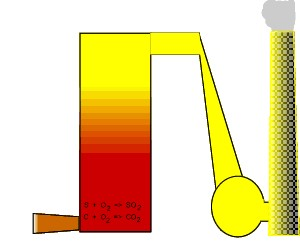 S + O₂ => SO₂
C + O₂ => CO₂